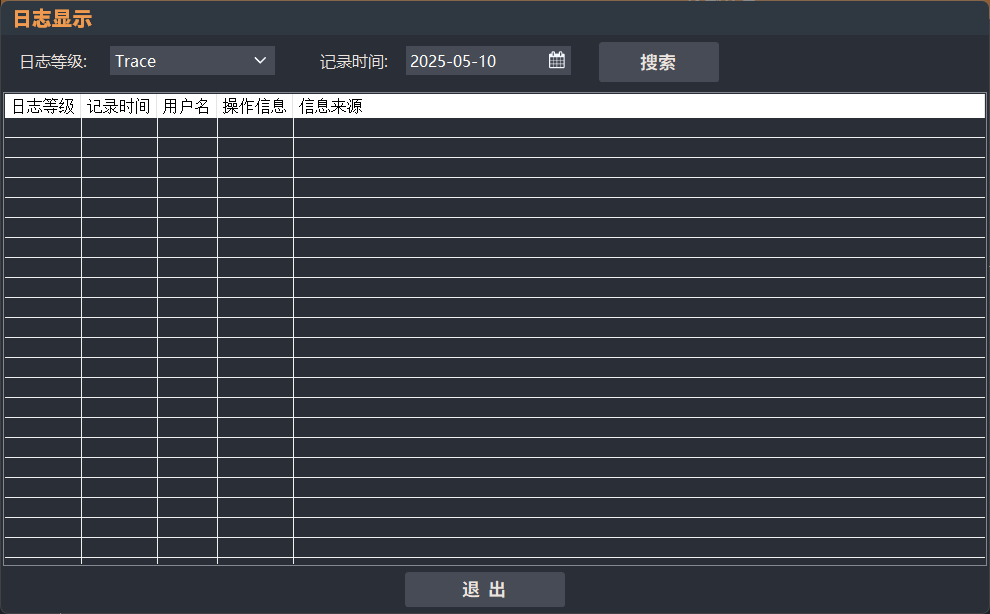 日志显示
日志等级: Trace 记录时间: 2025-05-10 搜索
日志等级 记录时间 用户名 操作信息 信息来源
退 出